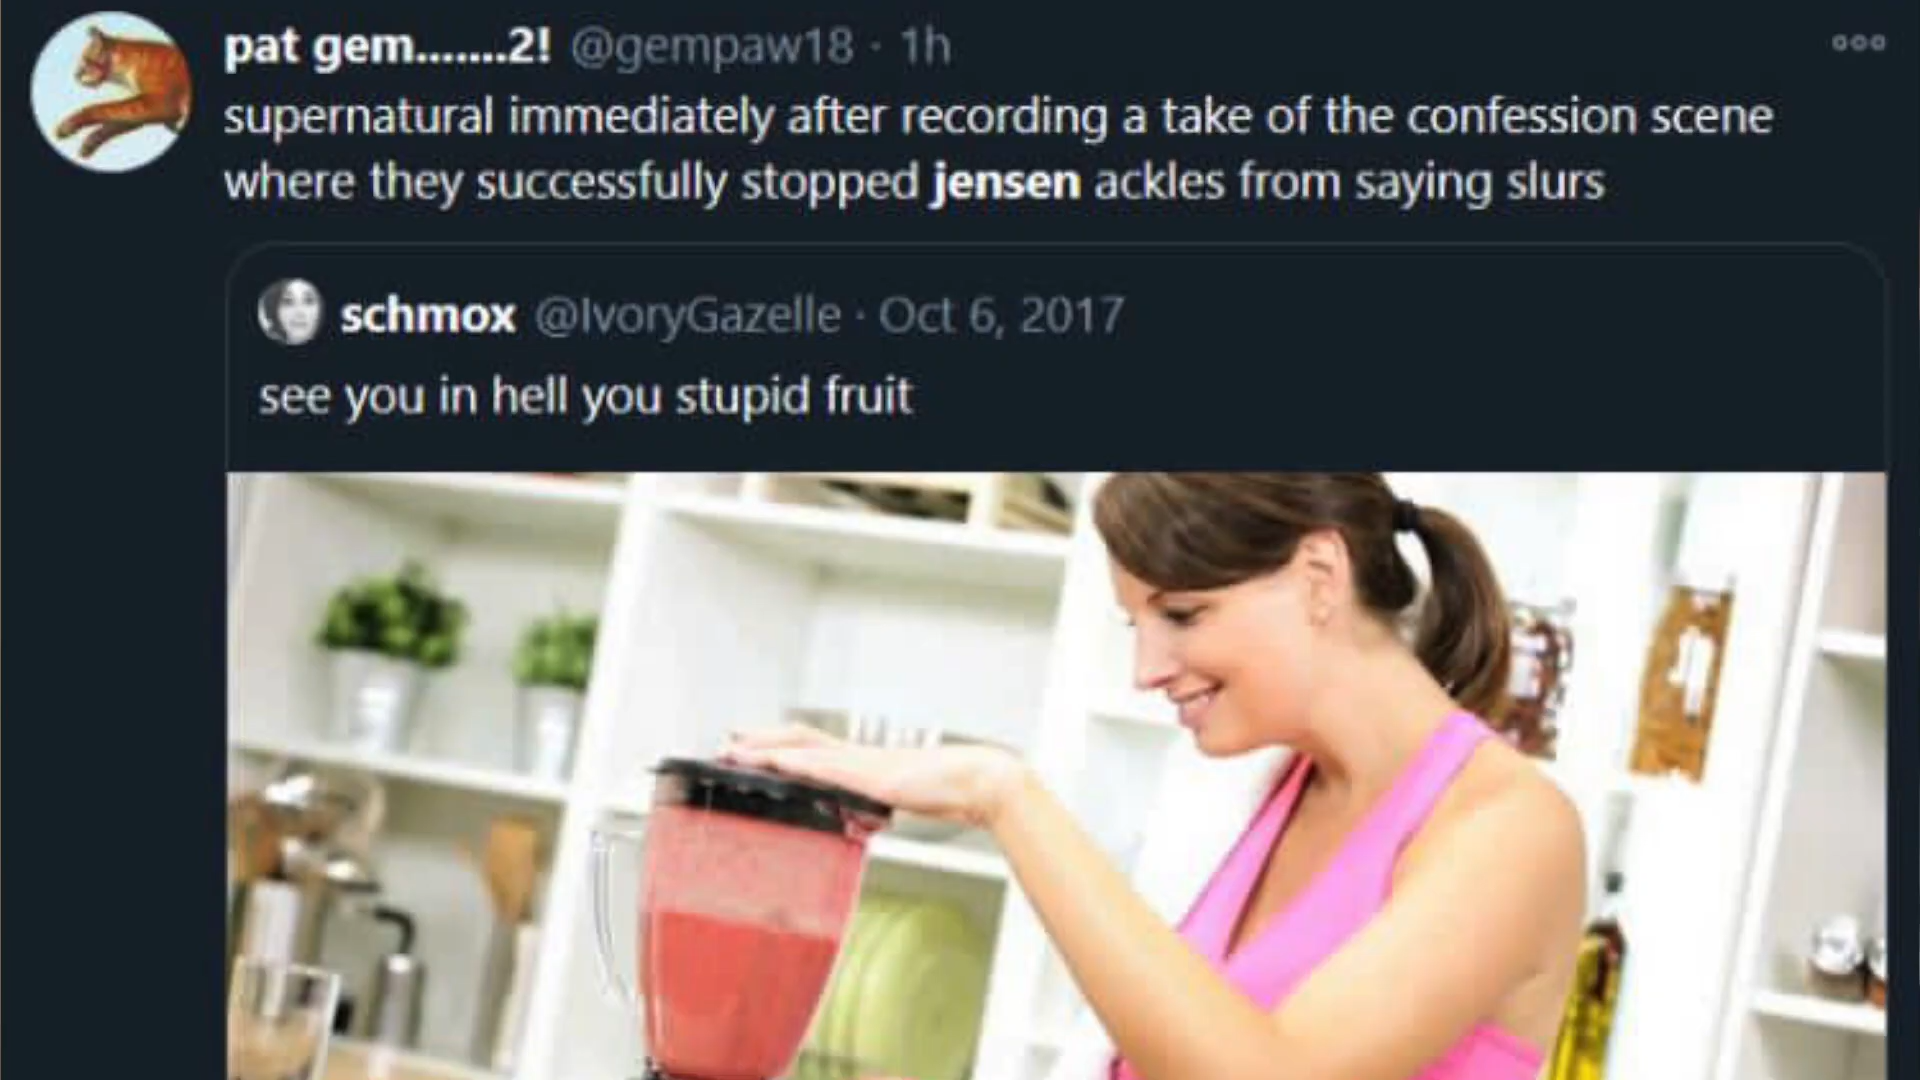 pat gem.......2! @gempaw18 · 1h
supernatural immediately after recording a take of the confession scene
where they successfully stopped jensen ackles from saying slurs
schmox @IvoryGazelle · Oct 6, 2017
see you in hell you stupid fruit